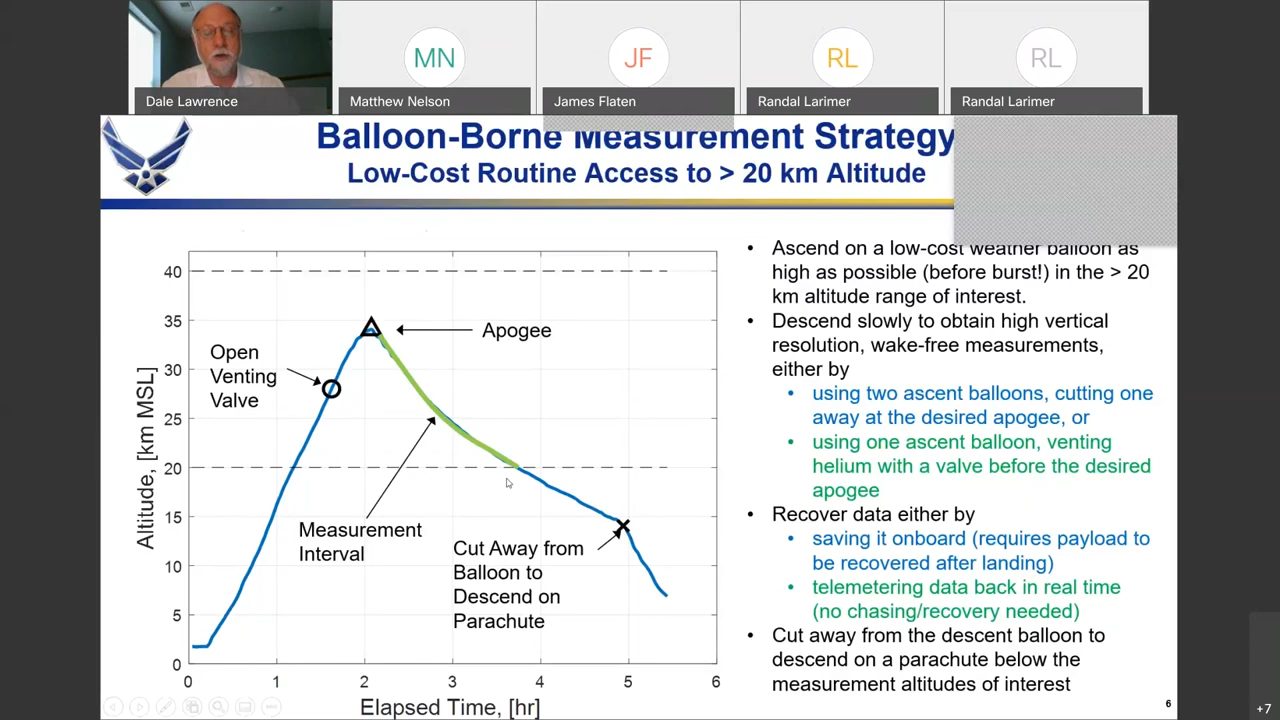 MN
JF
RL
RL
Dale Lawrence
Matthew Nelson
James Flaten
Randal Larimer
Randal Larimer
Balloon-Borne Measurement Strategy
Low-Cost Routine Access to > 20 km Altitude
40
35
30
25
20
15
10
5
0
0
1
2
3
4
5
6
Altitude, [km MSL]
Elapsed Time, [hr]
Apogee
Open
Venting
Valve
Measurement
Interval
Cut Away from
Balloon to
Descend on
Parachute
• Ascend on a low-cost weather balloon as
high as possible (before burst!) in the > 20
km altitude range of interest.
• Descend slowly to obtain high vertical
resolution, wake-free measurements,
either by
• using two ascent balloons, cutting one
away at the desired apogee, or
• using one ascent balloon, venting
helium with a valve before the desired
apogee
• Recover data either by
• saving it onboard (requires payload to
be recovered after landing)
• telemetering data back in real time
(no chasing/recovery needed)
• Cut away from the descent balloon to
descend on a parachute below the
measurement altitudes of interest
6
+7